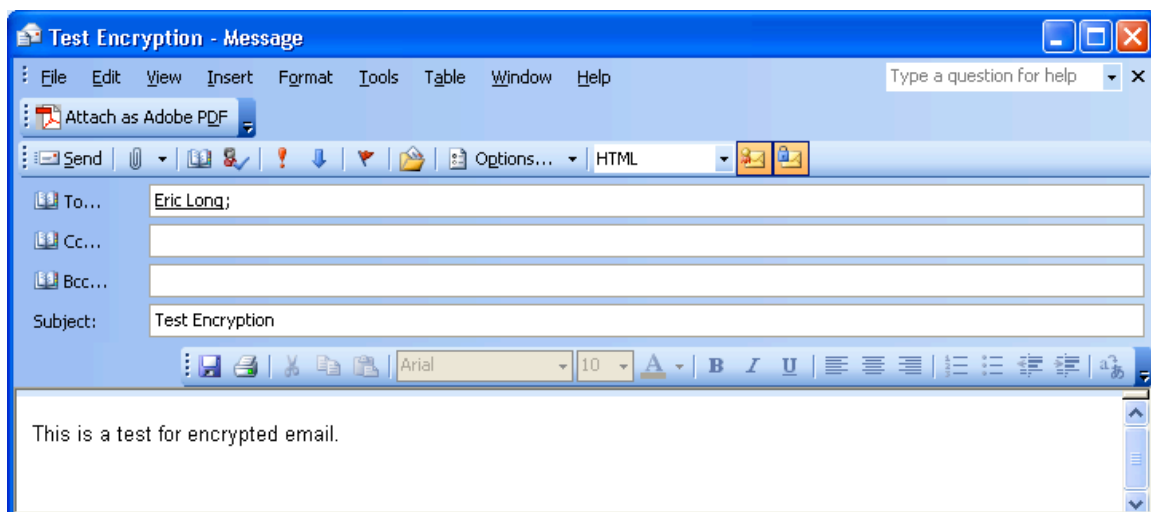 Test Encryption - Message
File Edit View Insert Format Tools Table Window Help Type a question for help
Attach as Adobe PDF
Send Options... HTML
To... Eric Long;
Cc...
Bcc...
Subject: Test Encryption
Arial 10 A B I U
This is a test for encrypted email.